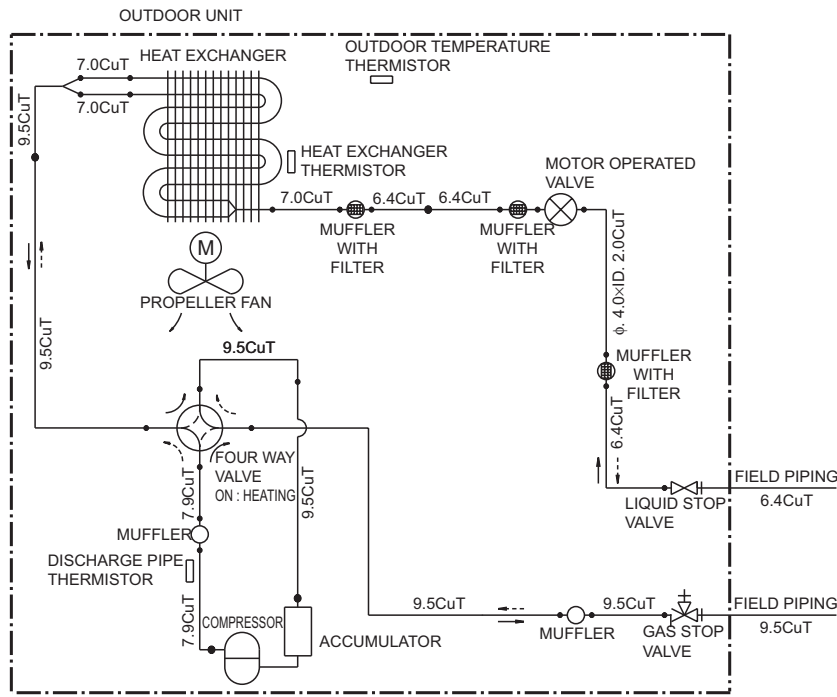 OUTDOOR UNIT
HEAT EXCHANGER
OUTDOOR TEMPERATURE
THERMISTOR
7.0CuT
7.0CuT
9.5CuT
HEAT EXCHANGER
THERMISTOR
MOTOR OPERATED
VALVE
7.0CuT
6.4CuT
6.4CuT
MUFFLER
WITH
FILTER
MUFFLER
WITH
FILTER
M
PROPELLER FAN
ϕ. 4.0×ID. 2.0CuT
9.5CuT
9.5CuT
MUFFLER
WITH
FILTER
6.4CuT
FOUR WAY
VALVE
ON : HEATING
7.9CuT
9.5CuT
FIELD PIPING
6.4CuT
LIQUID STOP
VALVE
MUFFLER
DISCHARGE PIPE
THERMISTOR
7.9CuT
COMPRESSOR
ACCUMULATOR
9.5CuT
MUFFLER
9.5CuT
GAS STOP
VALVE
FIELD PIPING
9.5CuT